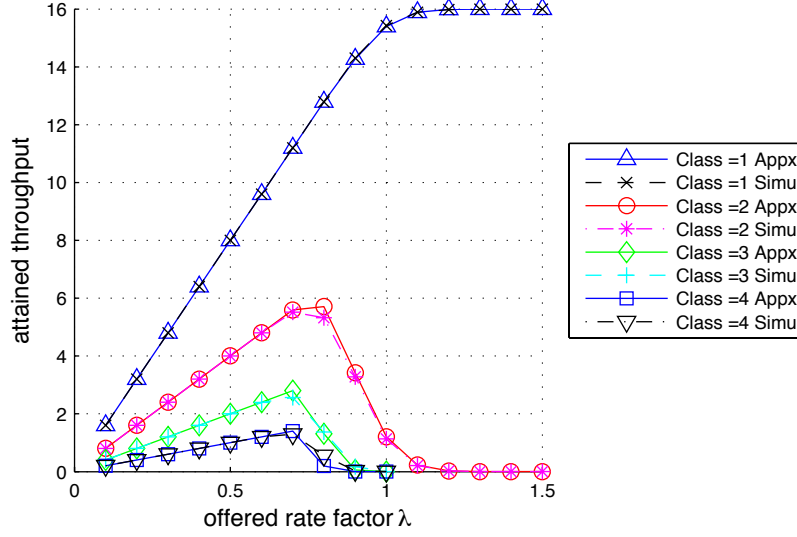 16
14
12
10
8
6
4
2
0
0
0.5
1
1.5
attained throughput
offered rate factor λ
Class =1 Appx
Class =1 Simu
Class =2 Appx
Class =2 Simu
Class =3 Appx
Class =3 Simu
Class =4 Appx
Class =4 Simu